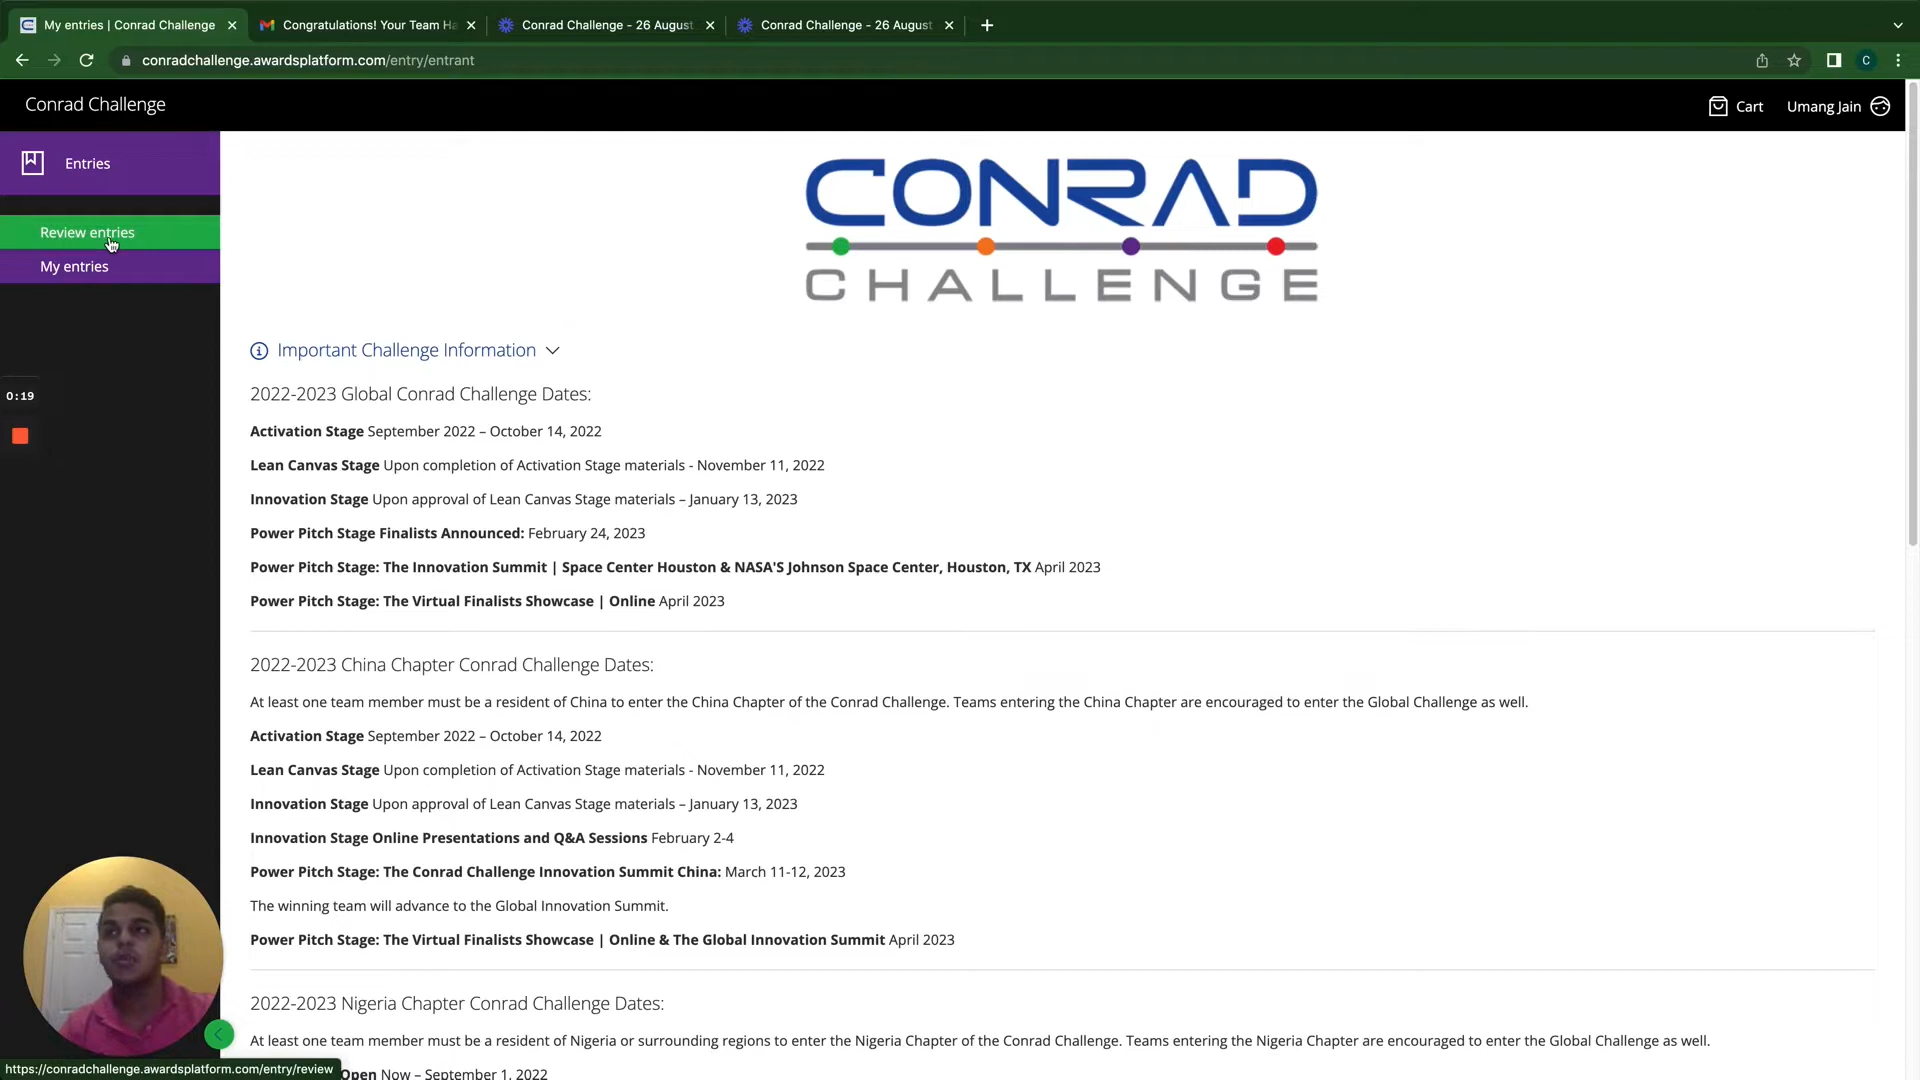 My entries | Conrad Challenge
Congratulations! Your Team Ha
Conrad Challenge - 26 August
Conrad Challenge - 26 August
conradchallenge.awardsplatform.com/entry/entrant
C
Conrad Challenge
Cart
Umang Jain
Entries
Review entries
My entries
0:19
CONRAD
CHALLENGE
Important Challenge Information
2022-2023 Global Conrad Challenge Dates:
Activation Stage September 2022 – October 14, 2022
Lean Canvas Stage Upon completion of Activation Stage materials - November 11, 2022
Innovation Stage Upon approval of Lean Canvas Stage materials – January 13, 2023
Power Pitch Stage Finalists Announced: February 24, 2023
Power Pitch Stage: The Innovation Summit | Space Center Houston & NASA'S Johnson Space Center, Houston, TX April 2023
Power Pitch Stage: The Virtual Finalists Showcase | Online April 2023
2022-2023 China Chapter Conrad Challenge Dates:
At least one team member must be a resident of China to enter the China Chapter of the Conrad Challenge. Teams entering the China Chapter are encouraged to enter the Global Challenge as well.
Activation Stage September 2022 – October 14, 2022
Lean Canvas Stage Upon completion of Activation Stage materials - November 11, 2022
Innovation Stage Upon approval of Lean Canvas Stage materials – January 13, 2023
Innovation Stage Online Presentations and Q&A Sessions February 2-4
Power Pitch Stage: The Conrad Challenge Innovation Summit China: March 11-12, 2023
The winning team will advance to the Global Innovation Summit.
Power Pitch Stage: The Virtual Finalists Showcase | Online & The Global Innovation Summit April 2023
2022-2023 Nigeria Chapter Conrad Challenge Dates:
At least one team member must be a resident of Nigeria or surrounding regions to enter the Nigeria Chapter of the Conrad Challenge. Teams entering the Nigeria Chapter are encouraged to enter the Global Challenge as well.
Open Now – September 1, 2022
https://conradchallenge.awardsplatform.com/entry/review